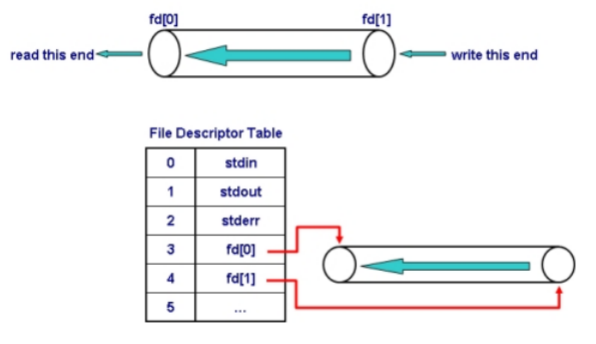 fd[0] fd[1]
read this end write this end
File Descriptor Table
0 stdin
1 stdout
2 stderr
3 fd[0]
4 fd[1]
5 ...